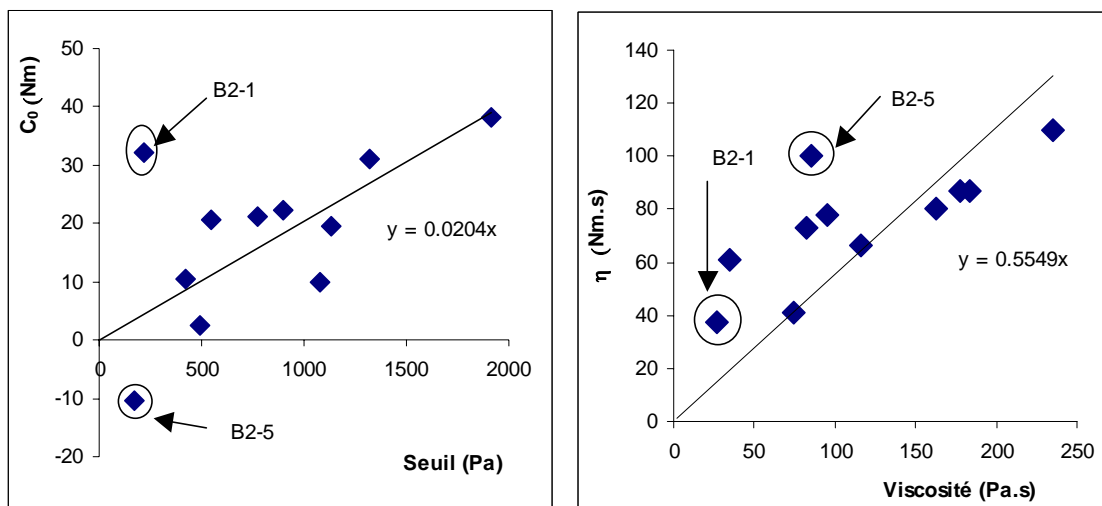 C₀ (Nm)
50
40
30
20
10
0
-10
-20
0
500
1000
1500
2000
B2-1
y = 0.0204x
B2-5
Seuil (Pa)
η (Nm.s)
140
120
100
80
60
40
20
0
0
50
100
150
200
250
B2-5
B2-1
y = 0.5549x
Viscosité (Pa.s)